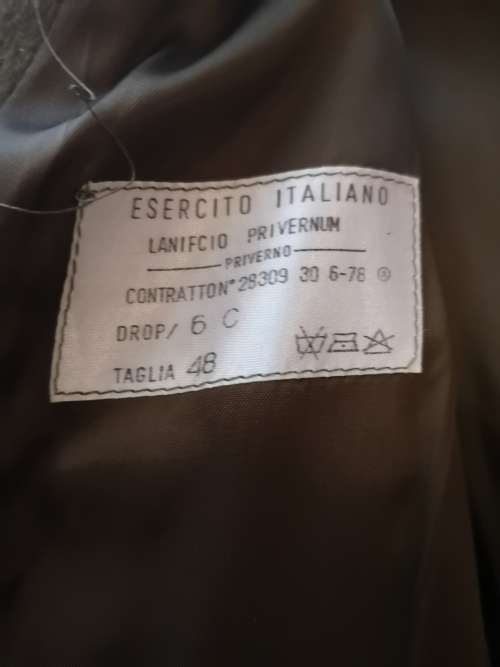 ESERCITO ITALIANO
LANIFCIO PRIVERNUM
PRIVERNO
CONTRATTON° 28309 30 6-78
DROP/ 6 C
TAGLIA 48